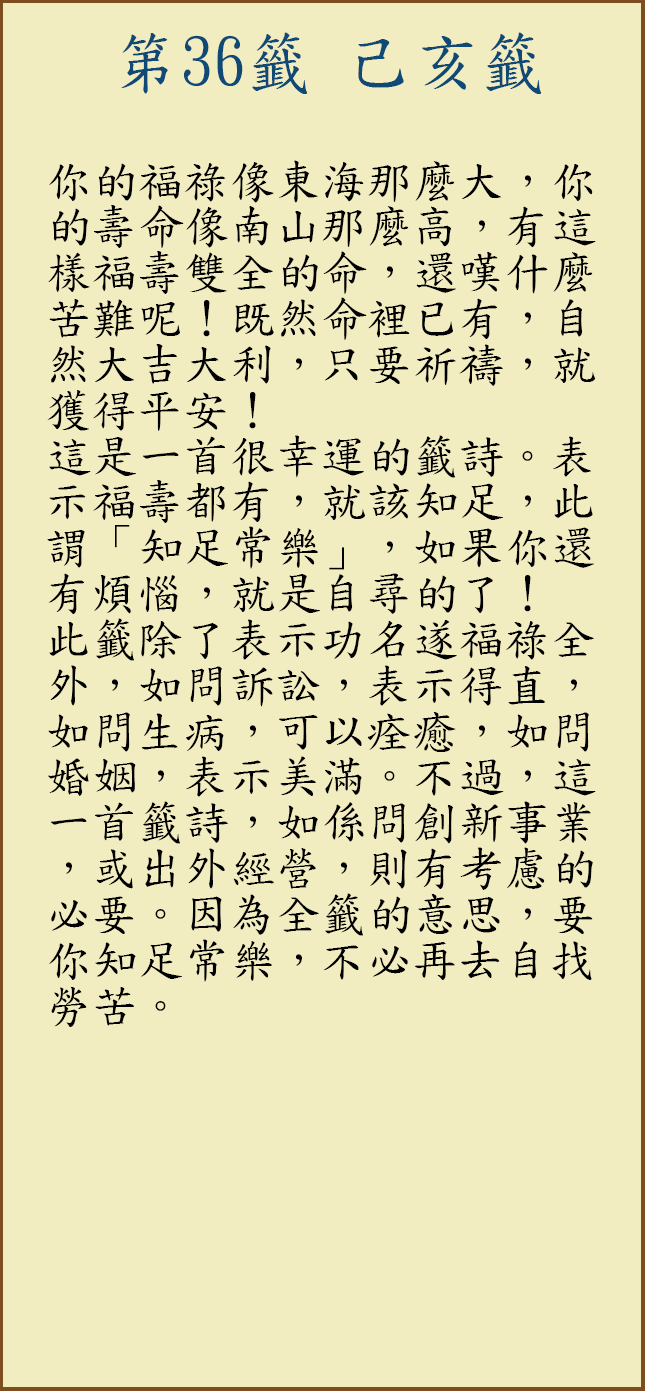 第36籤 己亥籤
你的福祿像東海那麼大，你
的壽命像南山那麼高，有這
樣福壽雙全的命，還嘆什麼
苦難呢！既然命裡已有，自
然大吉大利，只要祈禱，就
獲得平安！
這是一首很幸運的籤詩。表
示福壽都有，就該知足，此
謂「知足常樂」，如果你還
有煩惱，就是自尋的了！
此籤除了表示功名遂福祿全
外，如問訴訟，表示得直，
如問生病，可以痊癒，如問
婚姻，表示美滿。不過，這
一首籤詩，如係問創新事業
，或出外經營，則有考慮的
必要。因為全籤的意思，要
你知足常樂，不必再去自找
勞苦。